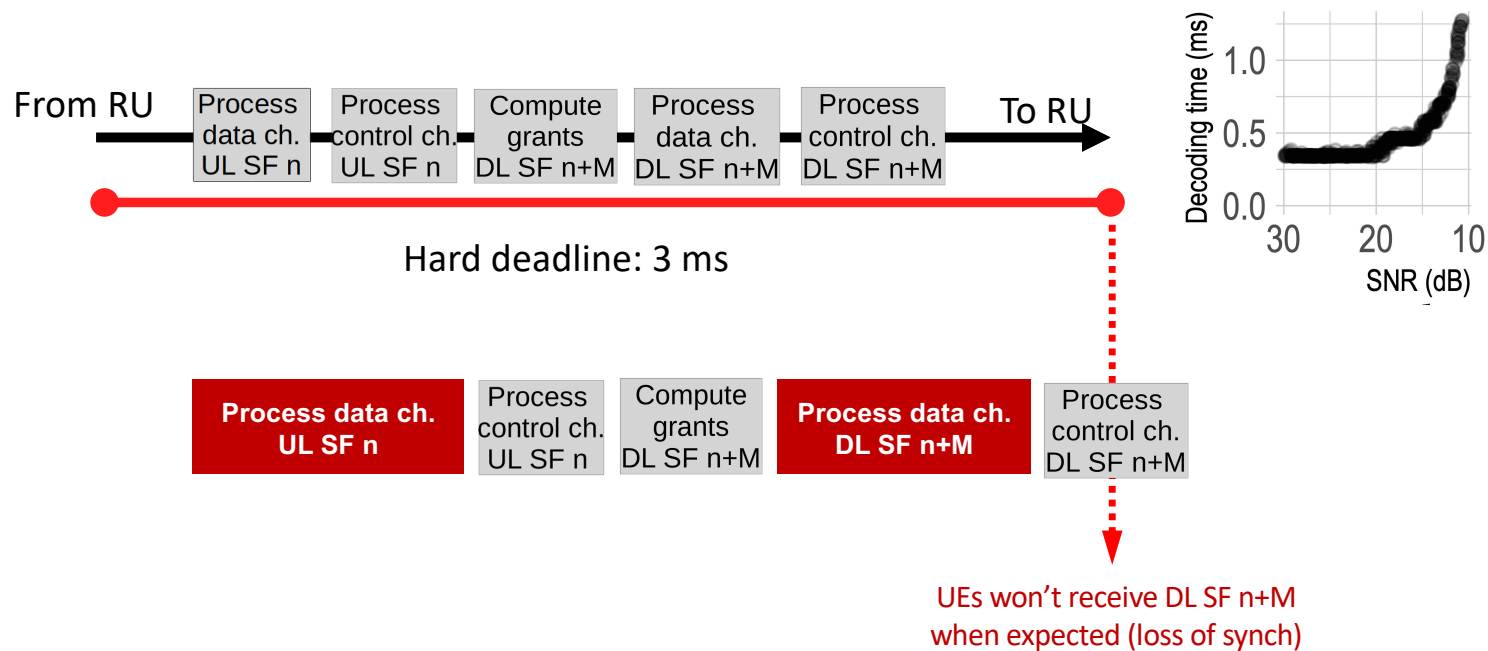 From RU
Process
data ch.
UL SF n
Process
control ch.
UL SF n
Compute
grants
DL SF n+M
Process
data ch.
DL SF n+M
Process
control ch.
DL SF n+M
To RU
Hard deadline: 3 ms
Decoding time (ms)
1.0
0.5
0.0
30
20
10
SNR (dB)
Process data ch.
UL SF n
Process
control ch.
UL SF n
Compute
grants
DL SF n+M
Process data ch.
DL SF n+M
Process
control ch.
DL SF n+M
UEs won’t receive DL SF n+M
when expected (loss of synch)